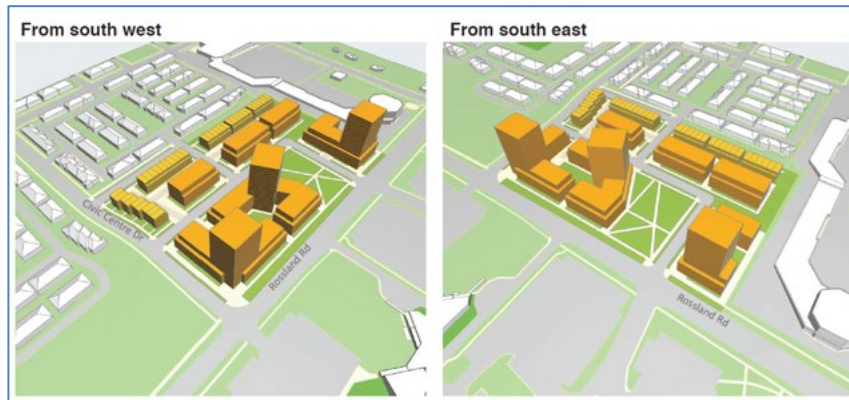 From south west
From south east
Civic Centre Dr
Rossland Rd
Rossland Rd